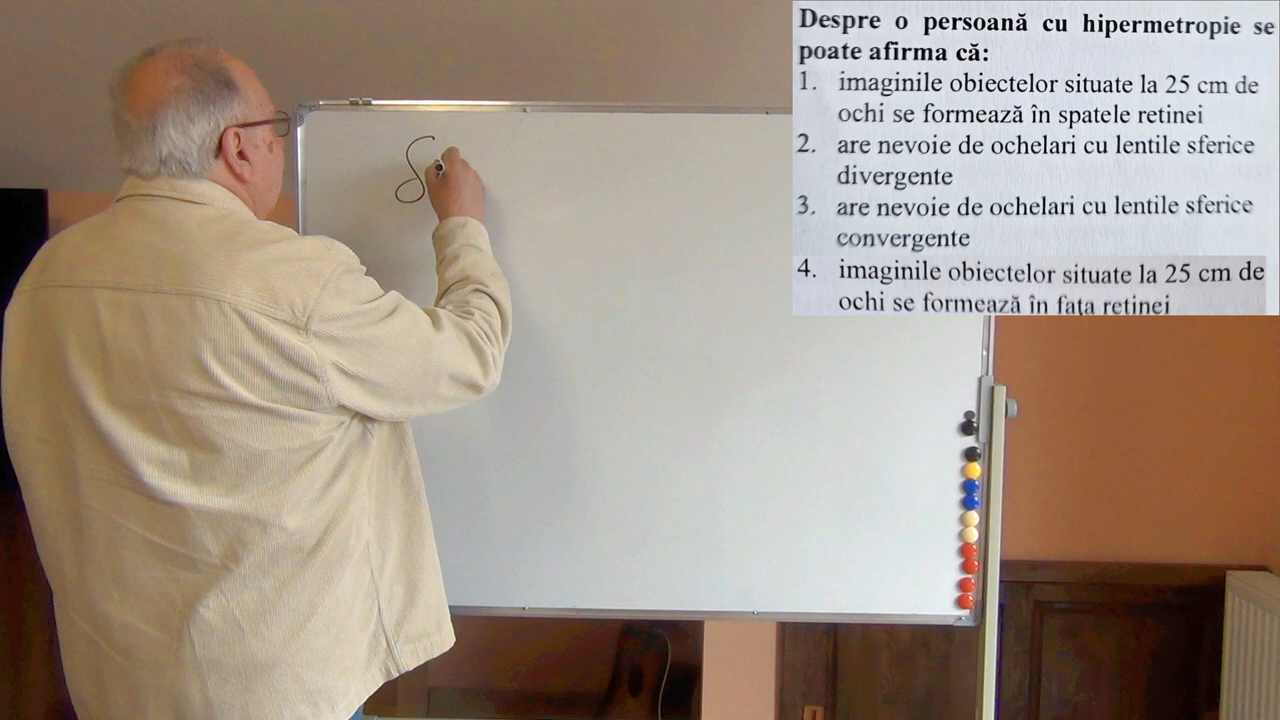 Despre o persoană cu hipermetropie se
poate afirma că:
1. imaginile obiectelor situate la 25 cm de
ochi se formează în spatele retinei
2. are nevoie de ochelari cu lentile sferice
divergente
3. are nevoie de ochelari cu lentile sferice
convergente
4. imaginile obiectelor situate la 25 cm de
ochi se formează în fața retinei